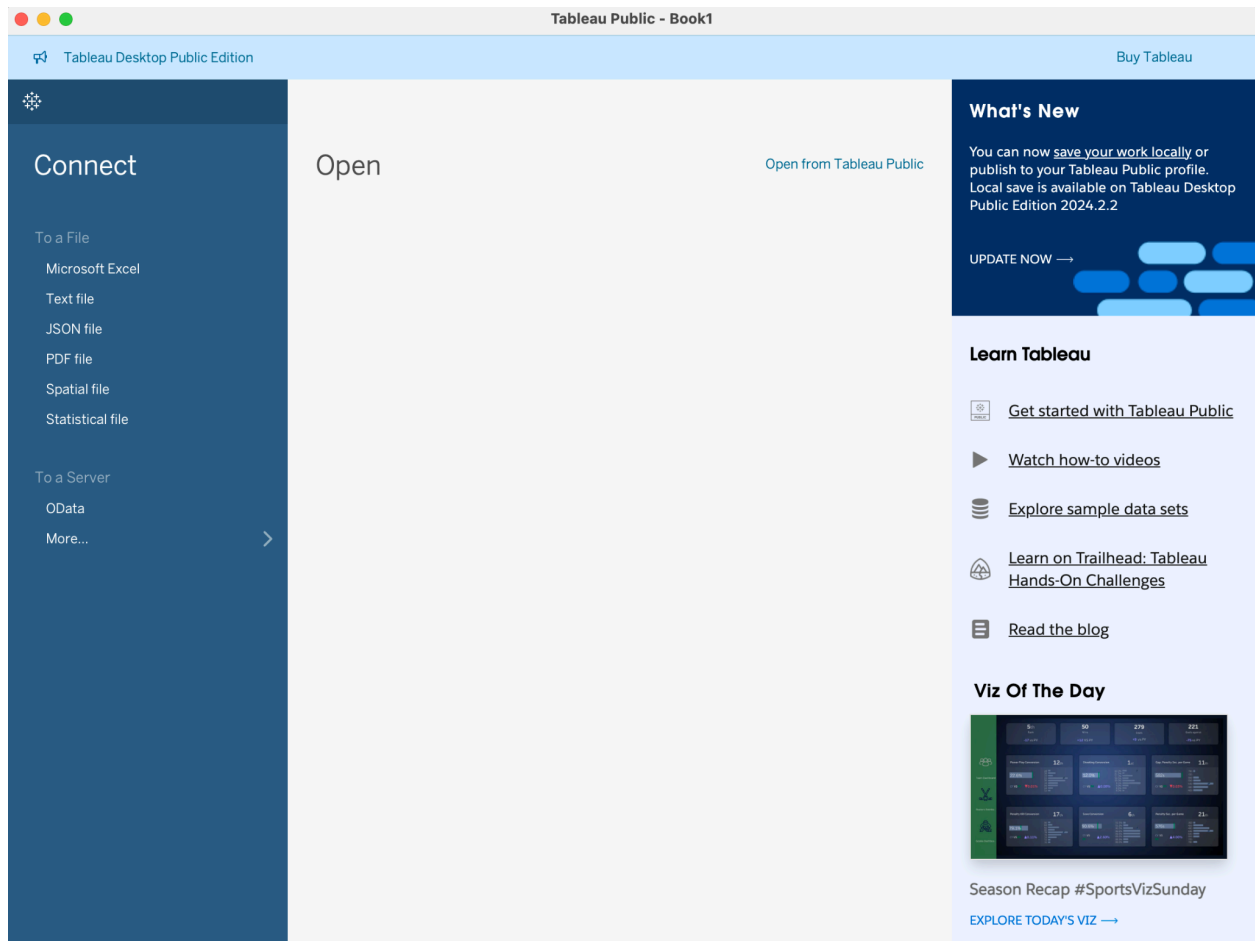 Tableau Public - Book1
Tableau Desktop Public Edition
Buy Tableau
Connect
To a File
Microsoft Excel
Text file
JSON file
PDF file
Spatial file
Statistical file
To a Server
OData
More...
Open
Open from Tableau Public
What's New
You can now save your work locally or
publish to your Tableau Public profile.
Local save is available on Tableau Desktop
Public Edition 2024.2.2
UPDATE NOW →
Learn Tableau
Get started with Tableau Public
Watch how-to videos
Explore sample data sets
Learn on Trailhead: Tableau
Hands-On Challenges
Read the blog
Viz Of The Day
50 279 221
Season Recap #SportsVizSunday
EXPLORE TODAY'S VIZ →